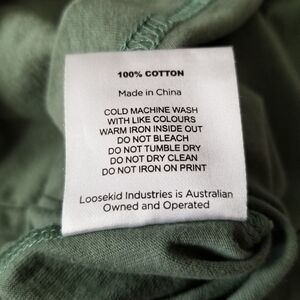 100% COTTON
Made in China
COLD MACHINE WASH
WITH LIKE COLOURS
WARM IRON INSIDE OUT
DO NOT BLEACH
DO NOT TUMBLE DRY
DO NOT DRY CLEAN
DO NOT IRON ON PRINT
Loosekid Industries is Australian
Owned and Operated